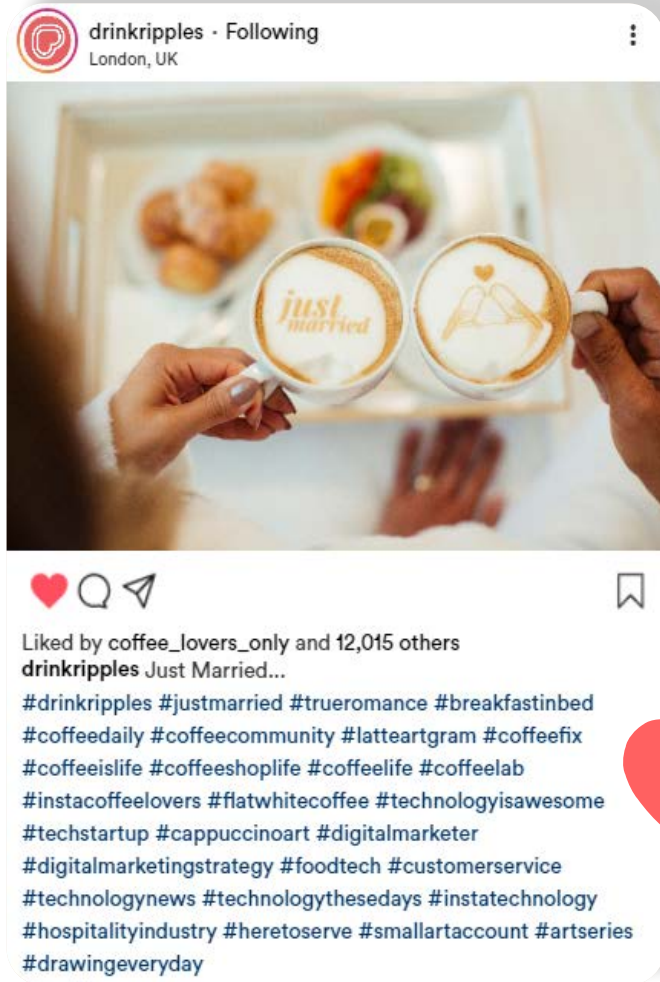 drinkripples · Following
London, UK
just
married
Liked by coffee_lovers_only and 12,015 others
drinkripples Just Married...
#drinkripples #justmarried #trueromance #breakfastinbed
#coffeedaily #coffeecommunity #latteartgram #coffeefix
#coffeeislife #coffeeshoplife #coffeelife #coffeelab
#instacoffeelovers #flatwhitecoffee #technologyisawesome
#techstartup #cappuccinoart #digitalmarketer
#digitalmarketingstrategy #foodtech #customerservice
#technologynews #technologythesedays #instatechnology
#hospitalityindustry #heretoserve #smallartaccount #artseries
#drawingeveryday